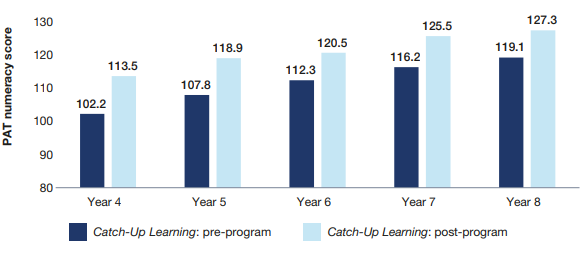 PAT numeracy score
130
120
110
100
90
80
102.2
113.5
107.8
118.9
112.3
120.5
116.2
125.5
119.1
127.3
Year 4
Year 5
Year 6
Year 7
Year 8
Catch-Up Learning: pre-program
Catch-Up Learning: post-program